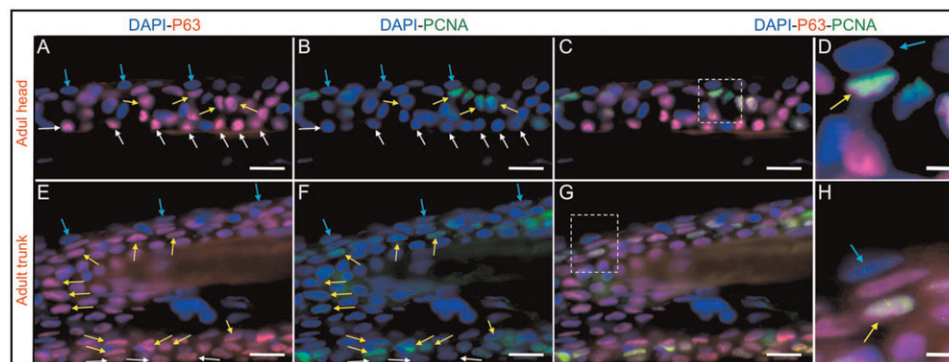 DAPI-P63 DAPI-PCNA DAPI-P63-PCNA
Adul head
A B C D
Adult trunk
E F G H